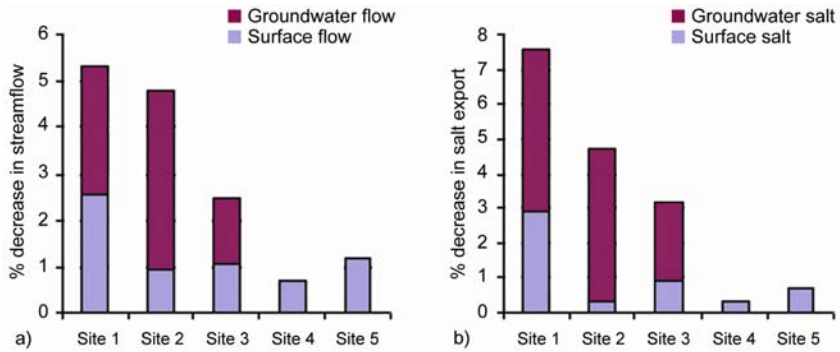 Groundwater flow
Surface flow
% decrease in streamflow
6
5
4
3
2
1
0
Site 1 Site 2 Site 3 Site 4 Site 5
a)
Groundwater salt
Surface salt
% decrease in salt export
8
7
6
5
4
3
2
1
0
Site 1 Site 2 Site 3 Site 4 Site 5
b)